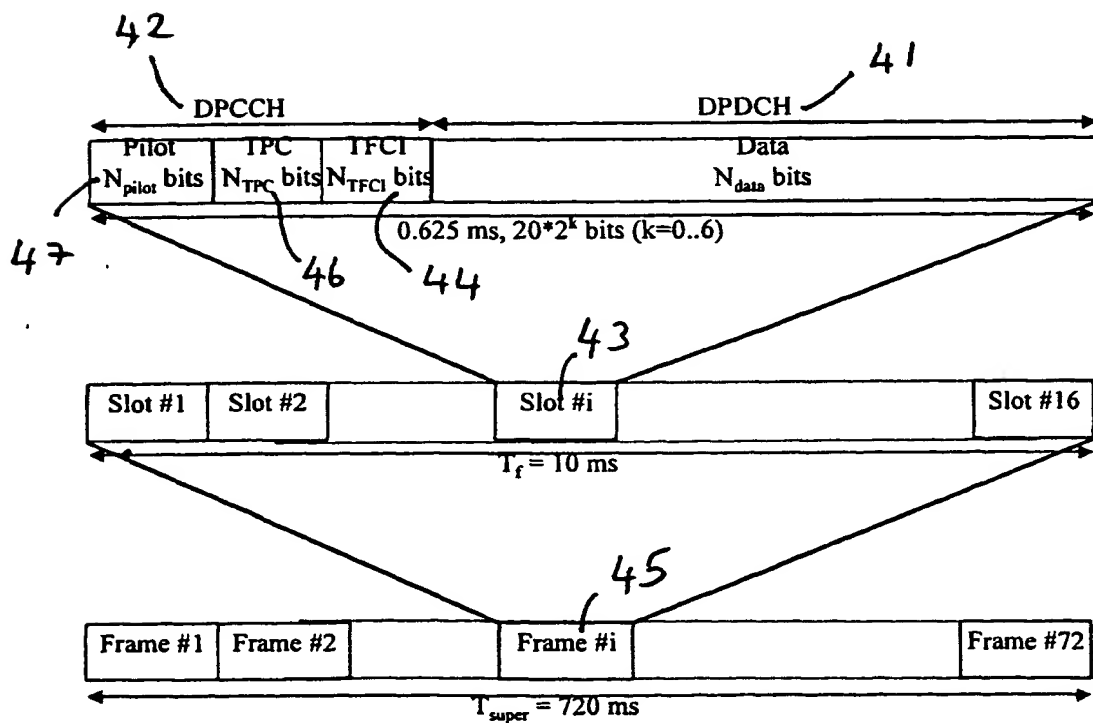 42
41
DPCCH
DPDCH
Pilot
TPC
TFCI
Data
N_pilot bits
N_TPC bits
N_TFCI bits
N_data bits
0.625 ms, 20*2^k bits (k=0..6)
47
46
44
43
Slot #1
Slot #2
Slot #i
Slot #16
T_f = 10 ms
45
Frame #1
Frame #2
Frame #i
Frame #72
T_super = 720 ms